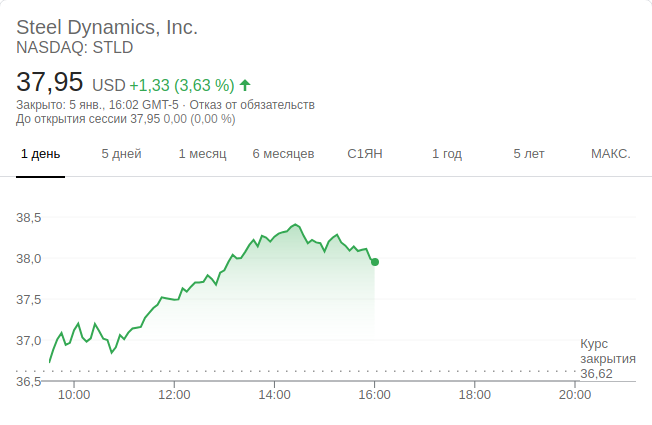 Steel Dynamics, Inc.
NASDAQ: STLD
37,95 USD +1,33 (3,63 %)
Закрыто: 5 янв., 16:02 GMT-5 · Отказ от обязательств
До открытия сессии 37,95 0,00 (0,00 %)
1 день 5 дней 1 месяц 6 месяцев С1ЯН 1 год 5 лет МАКС.
38,5
38,0
37,5
37,0
Курс
закрытия
36,62
36,5
10:00 12:00 14:00 16:00 18:00 20:00